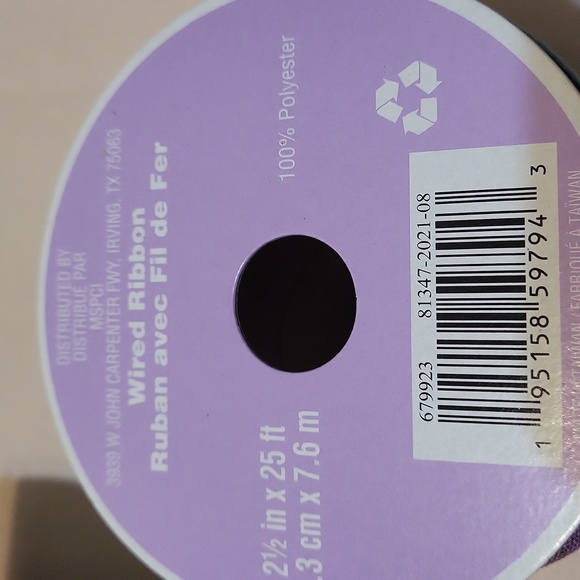 DISTRIBUTED BY
DISTRIBUÉ PAR
MSPCI
3939 W JOHN CARPENTER FWY, IRVING, TX 75063
Wired Ribbon
Ruban avec Fil de Fer
100% Polyester
2½ in x 25 ft
.3 cm x 7.6 m
679923 81347-2021-08
1 95158 59794 3
FABRIQUÉ À TAÏWAN